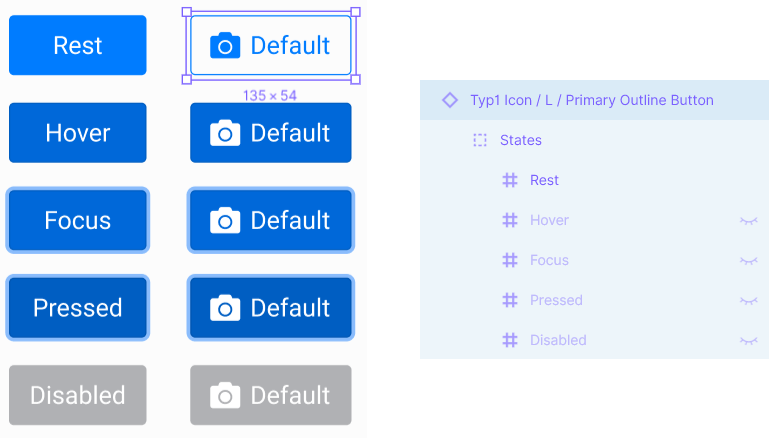 Rest
Default
135 × 54
Hover
Default
Focus
Default
Pressed
Default
Disabled
Default
Typ1 Icon / L / Primary Outline Button
States
Rest
Hover
Focus
Pressed
Disabled